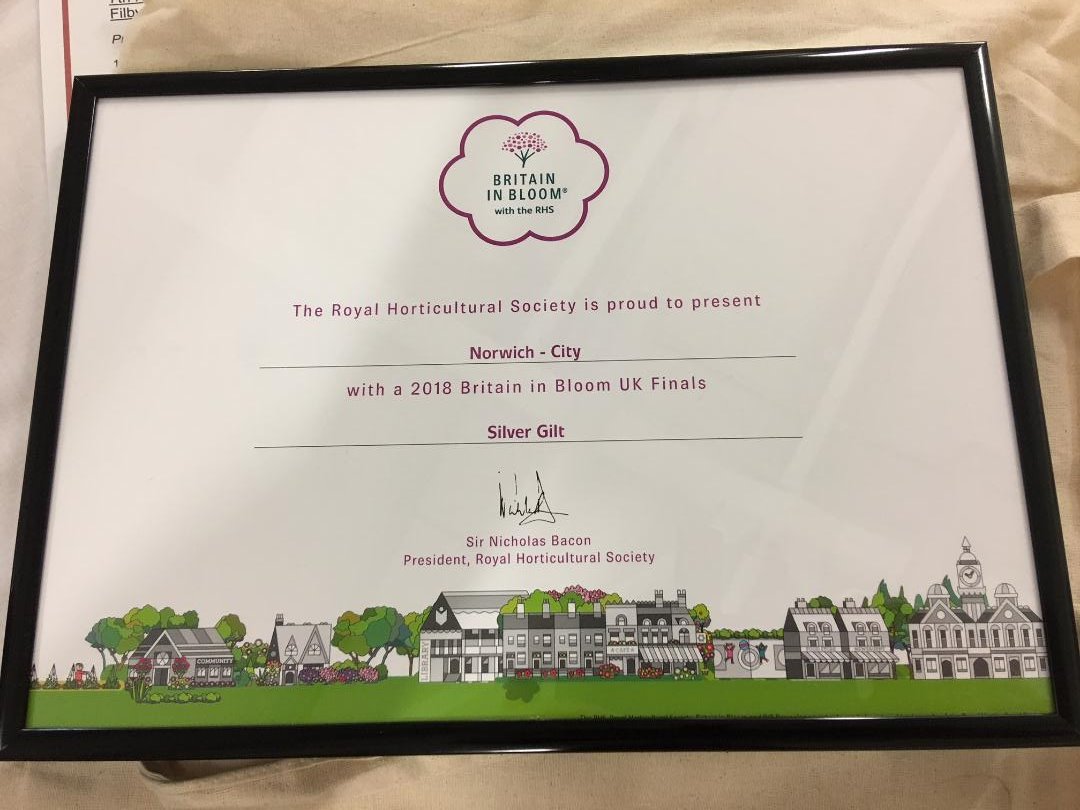 Filby
BRITAIN
IN BLOOM®
with the RHS
The Royal Horticultural Society is proud to present
Norwich - City
with a 2018 Britain in Bloom UK Finals
Silver Gilt
Sir Nicholas Bacon
President, Royal Horticultural Society
COMMUNITY
LIBRARY